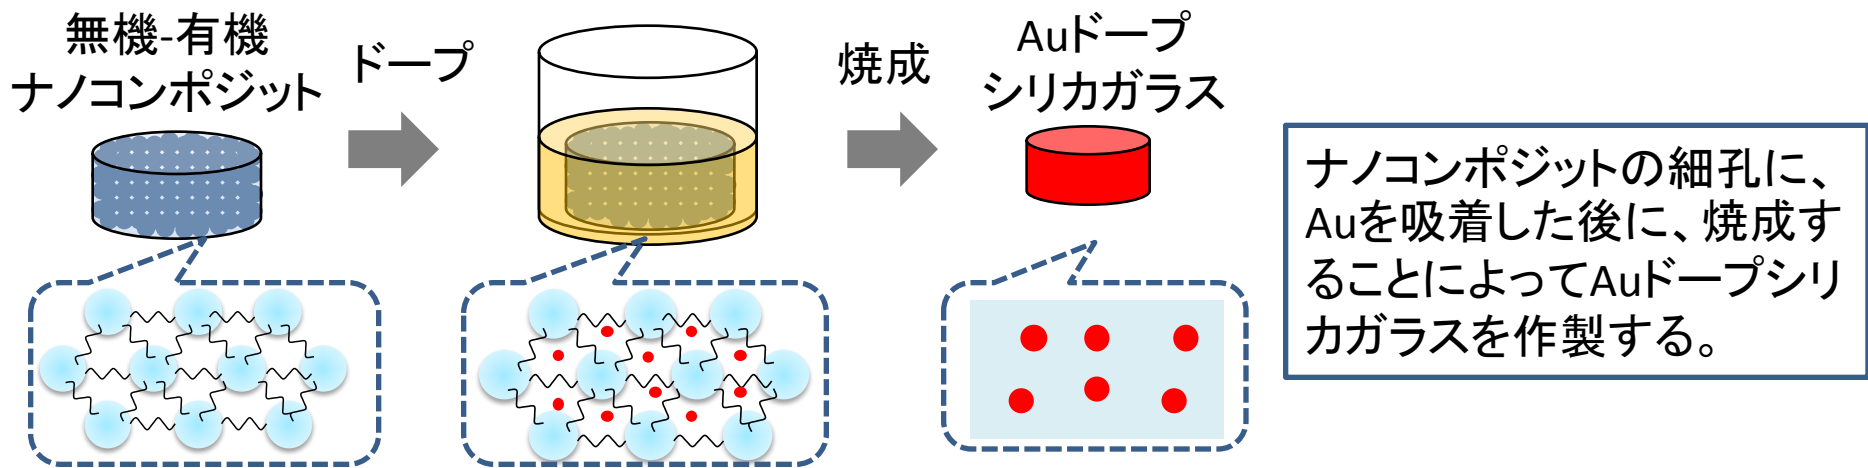 無機-有機
ナノコンポジット
ドープ
焼成
Auドープ
シリカガラス
ナノコンポジットの細孔に、
Auを吸着した後に、焼成す
ることによってAuドープシリ
カガラスを作製する。